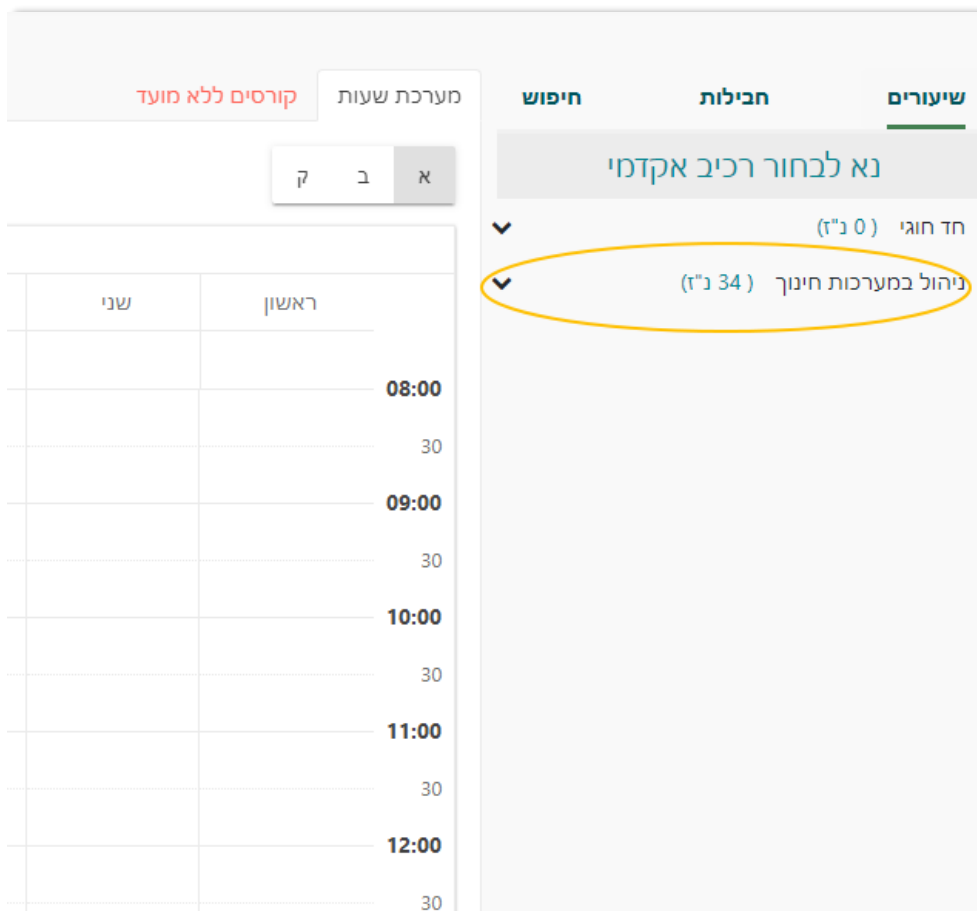 שיעורים חבילות חיפוש
נא לבחור רכיב אקדמי
חד חוגי ( 0 נ"ז)
ניהול במערכות חינוך ( 34 נ"ז)
מערכת שעות קורסים ללא מועד
א ב ק
ראשון שני
08:00
30
09:00
30
10:00
30
11:00
30
12:00
30